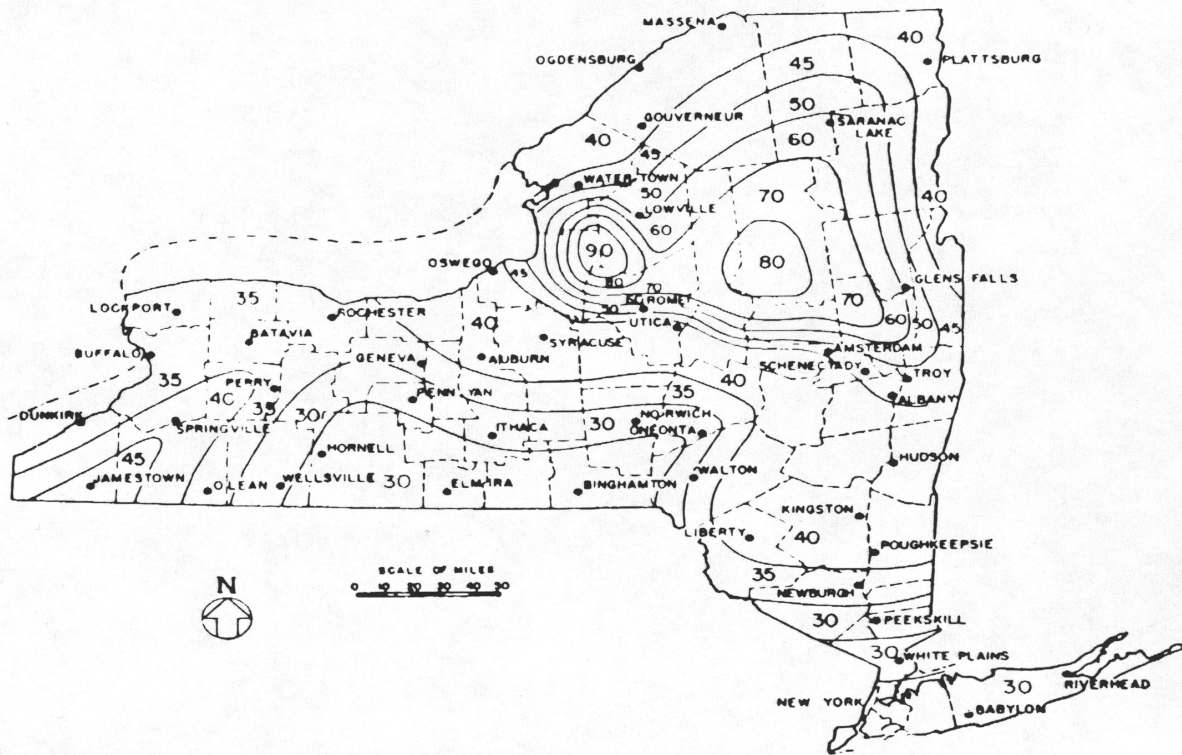 MASSENA
40
OGDENSBURG
45
PLATTSBURG
50
GOUVERNEUR
SARANAC
LAKE
40
45
60
WATERTOWN
50
70
40
LOWVILLE
60
90
80
OSWEGO
45
80
70
GLENS FALLS
35
70
LOCKPORT
ROCHESTER
50
ROME
60
50
45
BATAVIA
40
UTICA
SYRACUSE
BUFFALO
GENEVA
AUBURN
AMSTERDAM
SCHENECTADY
TROY
35
PERRY
40
35
40
35
30
PENN YAN
ALBANY
DUNKIRK
SPRINGVILLE
ITHACA
30
NORWICH
ONEONTA
HORNELL
45
HUDSON
JAMESTOWN
OLEAN
WELLSVILLE
30
ELMIRA
BINGHAMTON
WALTON
KINGSTON
LIBERTY
40
POUGHKEEPSIE
N
SCALE OF MILES
0 10 20 30 40 50
35
NEWBURGH
30
PEEKSKILL
30
WHITE PLAINS
NEW YORK
30
RIVERHEAD
BABYLON